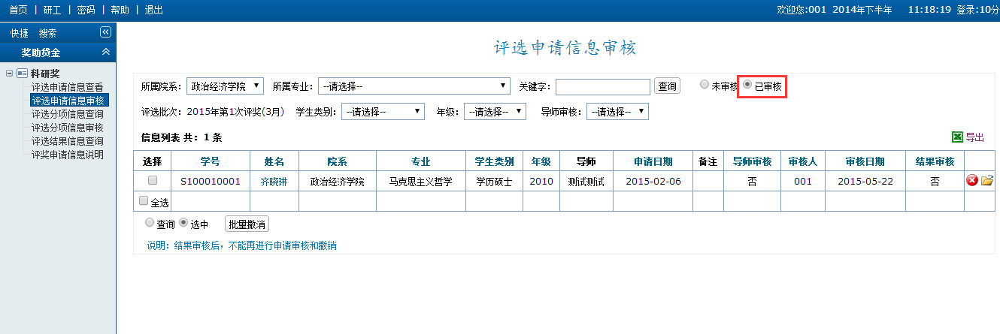 首页 | 研工 | 密码 | 帮助 | 退出 欢迎您:001 2014年下半年 11:18:19 登录:10分
快捷 搜索
奖助贷金
科研奖
评选申请信息查看
评选申请信息审核
评选分项信息查询
评选分项信息审核
评选结果信息查询
评奖申请信息说明
评选申请信息审核
所属院系: 政治经济学院 所属专业: --请选择-- 关键字: 查询 未审核 已审核
评选批次: 2015年第1次评奖(3月) 学生类别: --请选择-- 年级: --请选择-- 导师审核: --请选择--
信息列表 共: 1 条 导出
选择 学号 姓名 院系 专业 学生类别 年级 导师 申请日期 备注 导师审核 审核人 审核日期 结果审核
S100010001 齐晓琳 政治经济学院 马克思主义哲学 学历硕士 2010 测试测试 2015-02-06 否 001 2015-05-22 否
全选
查询 选中 批量撤消
说明: 结果审核后, 不能再进行申请审核和撤销